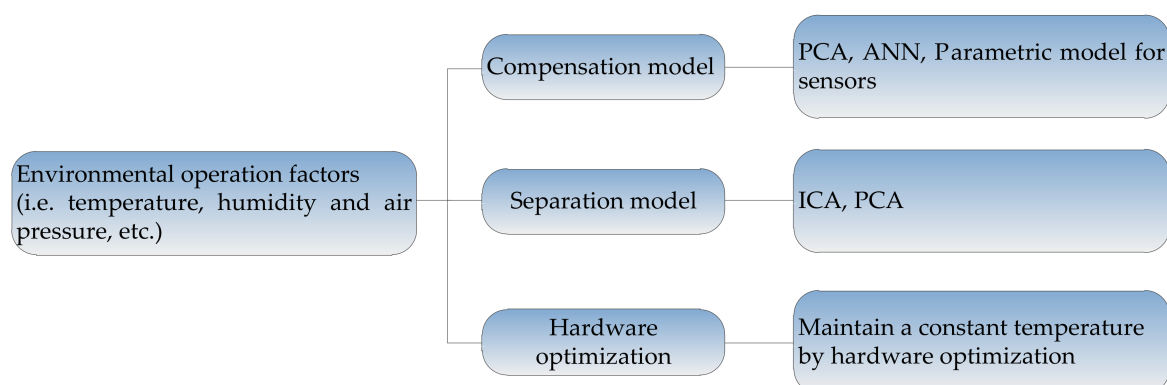 Compensation model
PCA, ANN, Parametric model for
sensors
Environmental operation factors
(i.e. temperature, humidity and air
pressure, etc.)
Separation model
ICA, PCA
Hardware
optimization
Maintain a constant temperature
by hardware optimization